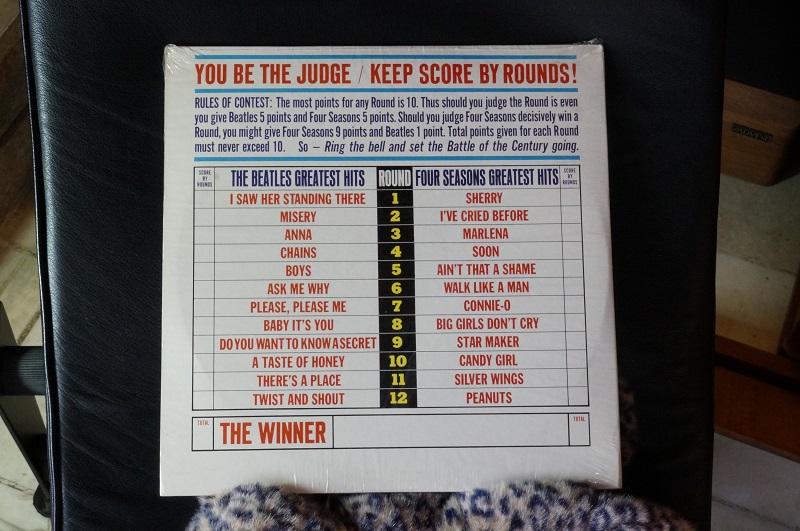 YOU BE THE JUDGE / KEEP SCORE BY ROUNDS!
RULES OF CONTEST: The most points for any Round is 10. Thus should you judge the Round is even
you give Beatles 5 points and Four Seasons 5 points. Should you judge Four Seasons decisively win a
Round, you might give Four Seasons 9 points and Beatles 1 point. Total points given for each Round
must never exceed 10. So – Ring the bell and set the Battle of the Century going.
SCORE BY ROUNDS THE BEATLES GREATEST HITS ROUND FOUR SEASONS GREATEST HITS SCORE BY ROUNDS
I SAW HER STANDING THERE 1 SHERRY
MISERY 2 I'VE CRIED BEFORE
ANNA 3 MARLENA
CHAINS 4 SOON
BOYS 5 AIN'T THAT A SHAME
ASK ME WHY 6 WALK LIKE A MAN
PLEASE, PLEASE ME 7 CONNIE-O
BABY IT'S YOU 8 BIG GIRLS DON'T CRY
DO YOU WANT TO KNOW A SECRET 9 STAR MAKER
A TASTE OF HONEY 10 CANDY GIRL
THERE'S A PLACE 11 SILVER WINGS
TWIST AND SHOUT 12 PEANUTS
TOTAL THE WINNER TOTAL